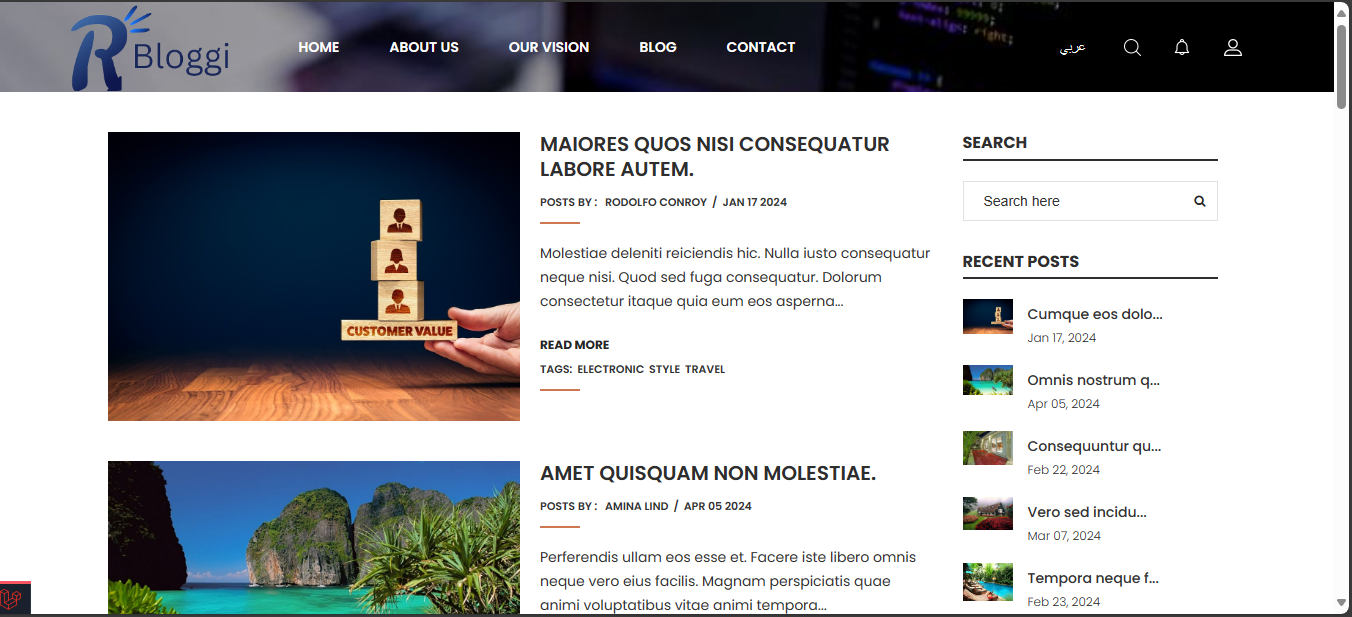 Bloggi
HOME
ABOUT US
OUR VISION
BLOG
CONTACT
عربي
text-align: right;
MAIORES QUOS NISI CONSEQUATUR
LABORE AUTEM.
POSTS BY : RODOLFO CONROY / JAN 17 2024
Molestiae deleniti reiciendis hic. Nulla iusto consequatur
neque nisi. Quod sed fuga consequatur. Dolorum
consectetur itaque quia eum eos asperna...
READ MORE
TAGS: ELECTRONIC STYLE TRAVEL
CUSTOMER VALUE
AMET QUISQUAM NON MOLESTIAE.
POSTS BY : AMINA LIND / APR 05 2024
Perferendis ullam eos esse et. Facere iste libero omnis
neque vero eius facilis. Magnam perspiciatis quae
animi voluptatibus vitae animi tempora...
SEARCH
Search here
RECENT POSTS
Cumque eos dolo...
Jan 17, 2024
Omnis nostrum q...
Apr 05, 2024
Consequuntur qu...
Feb 22, 2024
Vero sed incidu...
Mar 07, 2024
Tempora neque f...
Feb 23, 2024